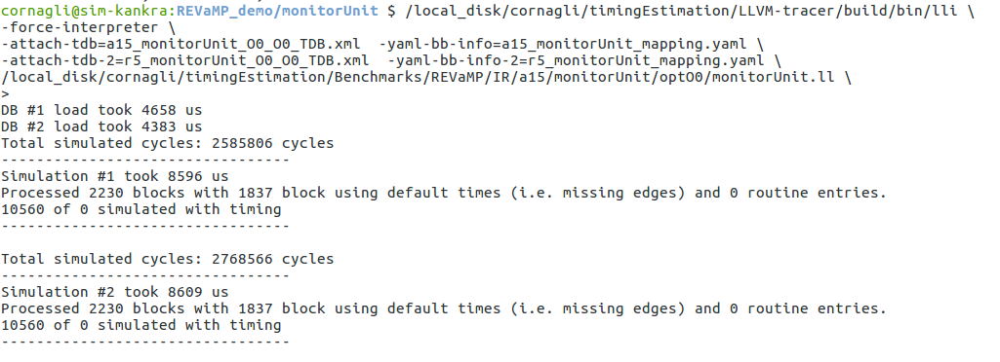 cornagli@sim-kankra:REVaMP_demo/monitorUnit $ /local_disk/cornagli/timingEstimation/LLVM-tracer/build/bin/lli \
-force-interpreter \
-attach-tdb=a15_monitorUnit_O0_O0_TDB.xml  -yaml-bb-info=a15_monitorUnit_mapping.yaml \
-attach-tdb-2=r5_monitorUnit_O0_O0_TDB.xml  -yaml-bb-info-2=r5_monitorUnit_mapping.yaml \
/local_disk/cornagli/timingEstimation/Benchmarks/REVaMP/IR/a15/monitorUnit/optO0/monitorUnit.ll \
>
DB #1 load took 4658 us
DB #2 load took 4383 us
Total simulated cycles: 2585806 cycles
---------------------------------
Simulation #1 took 8596 us
Processed 2230 blocks with 1837 block using default times (i.e. missing edges) and 0 routine entries.
10560 of 0 simulated with timing
---------------------------------
Total simulated cycles: 2768566 cycles
---------------------------------
Simulation #2 took 8609 us
Processed 2230 blocks with 1837 block using default times (i.e. missing edges) and 0 routine entries.
10560 of 0 simulated with timing
---------------------------------